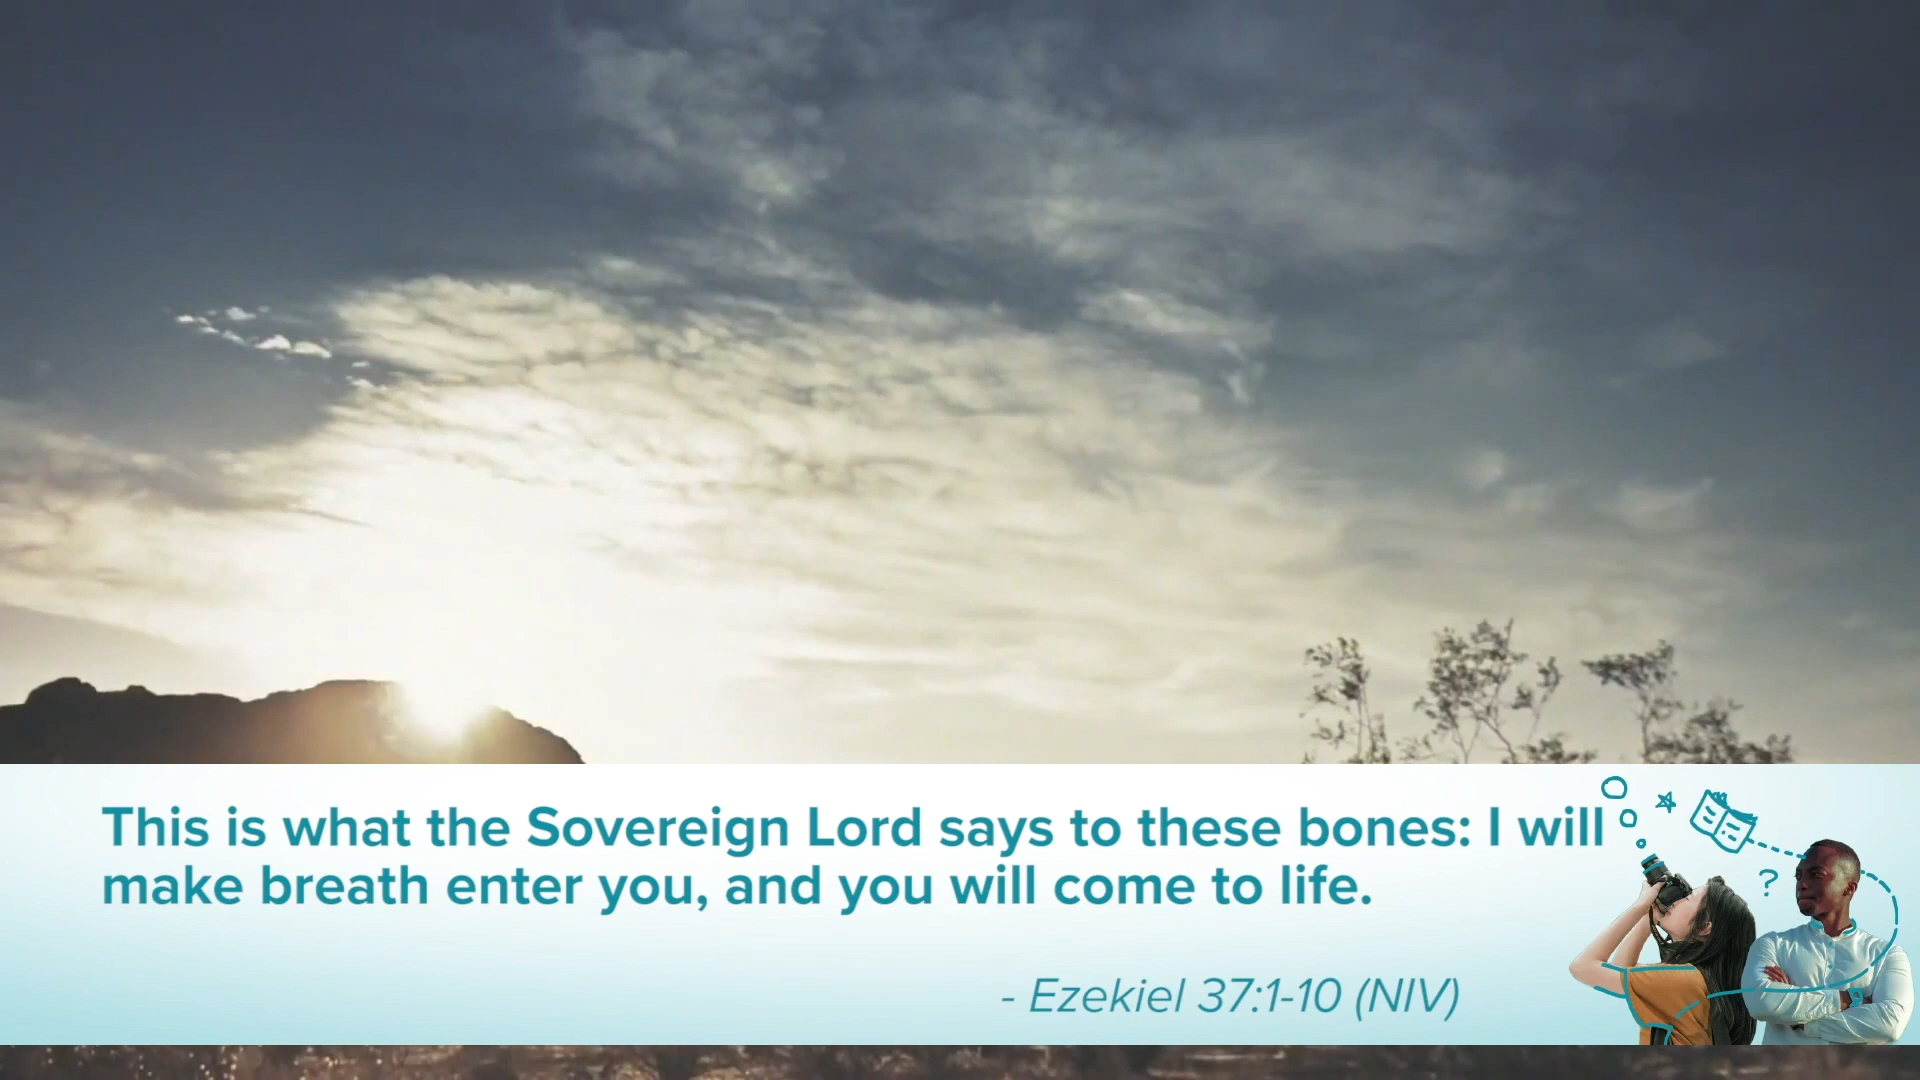 This is what the Sovereign Lord says to these bones: I will
make breath enter you, and you will come to life.
- Ezekiel 37:1-10 (NIV)
?